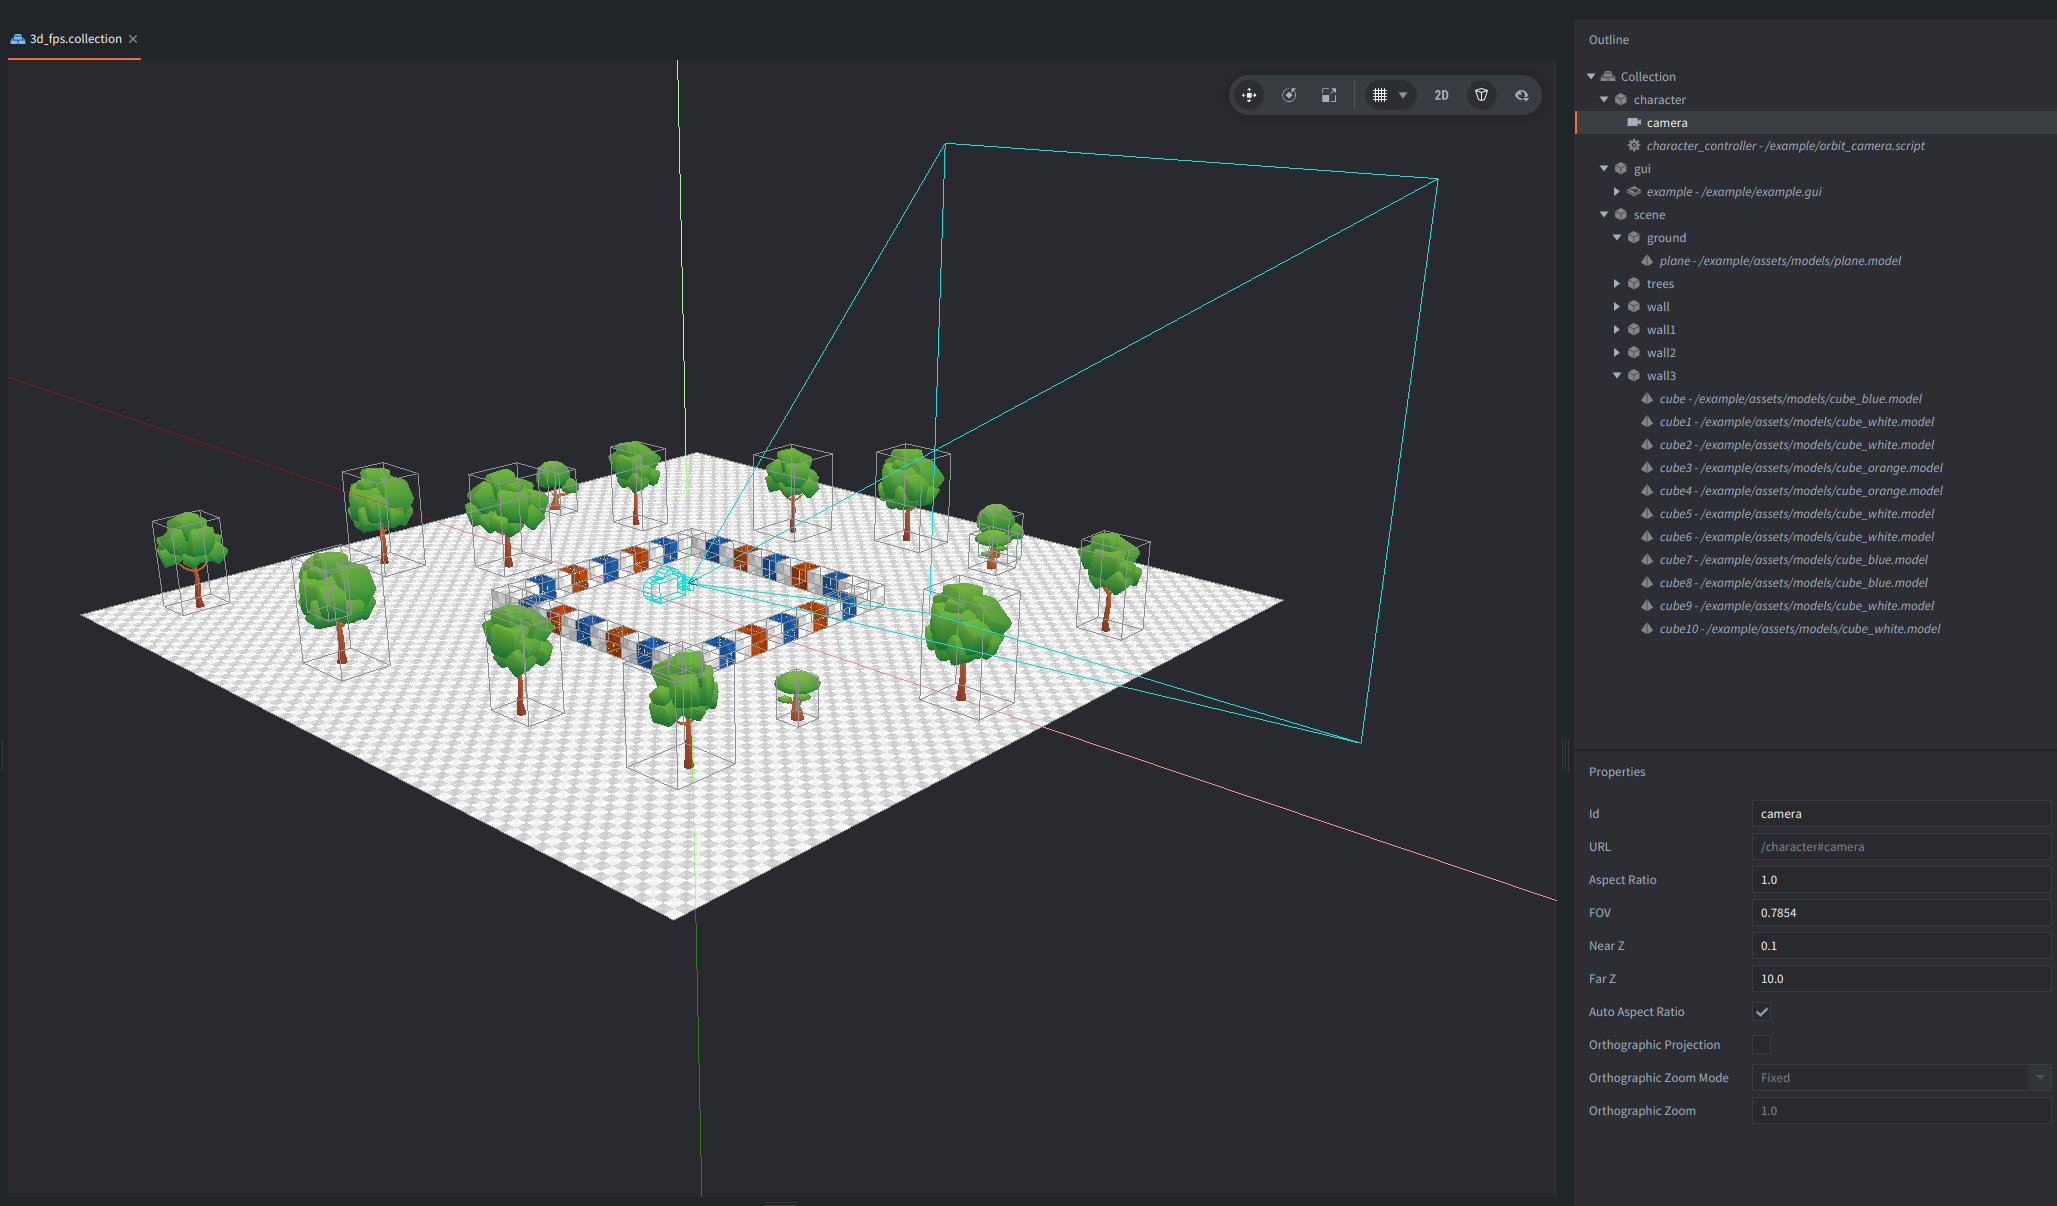 3d_fps.collection
2D
Outline
Collection
character
camera
character_controller - /example/orbit_camera.script
gui
example - /example/example.gui
scene
ground
plane - /example/assets/models/plane.model
trees
wall
wall1
wall2
wall3
cube - /example/assets/models/cube_blue.model
cube1 - /example/assets/models/cube_white.model
cube2 - /example/assets/models/cube_white.model
cube3 - /example/assets/models/cube_orange.model
cube4 - /example/assets/models/cube_orange.model
cube5 - /example/assets/models/cube_white.model
cube6 - /example/assets/models/cube_white.model
cube7 - /example/assets/models/cube_blue.model
cube8 - /example/assets/models/cube_blue.model
cube9 - /example/assets/models/cube_white.model
cube10 - /example/assets/models/cube_white.model
Properties
Id camera
URL /character#camera
Aspect Ratio 1.0
FOV 0.7854
Near Z 0.1
Far Z 10.0
Auto Aspect Ratio
Orthographic Projection
Orthographic Zoom Mode Fixed
Orthographic Zoom 1.0